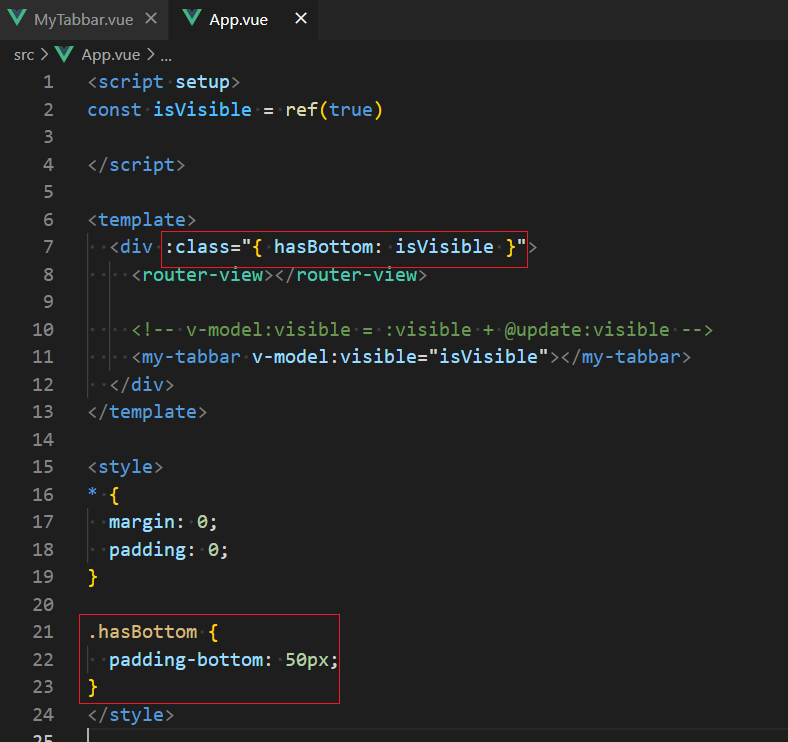 MyTabbar.vue × App.vue ×
src > App.vue > ...
1 <script setup>
2 const isVisible = ref(true)
3
4 </script>
5
6 <template>
7   <div :class="{ hasBottom: isVisible }">
8     <router-view></router-view>
9
10     <!-- v-model:visible = :visible + @update:visible -->
11     <my-tabbar v-model:visible="isVisible"></my-tabbar>
12   </div>
13 </template>
14
15 <style>
16 * {
17   margin: 0;
18   padding: 0;
19 }
20
21 .hasBottom {
22   padding-bottom: 50px;
23 }
24 </style>
25